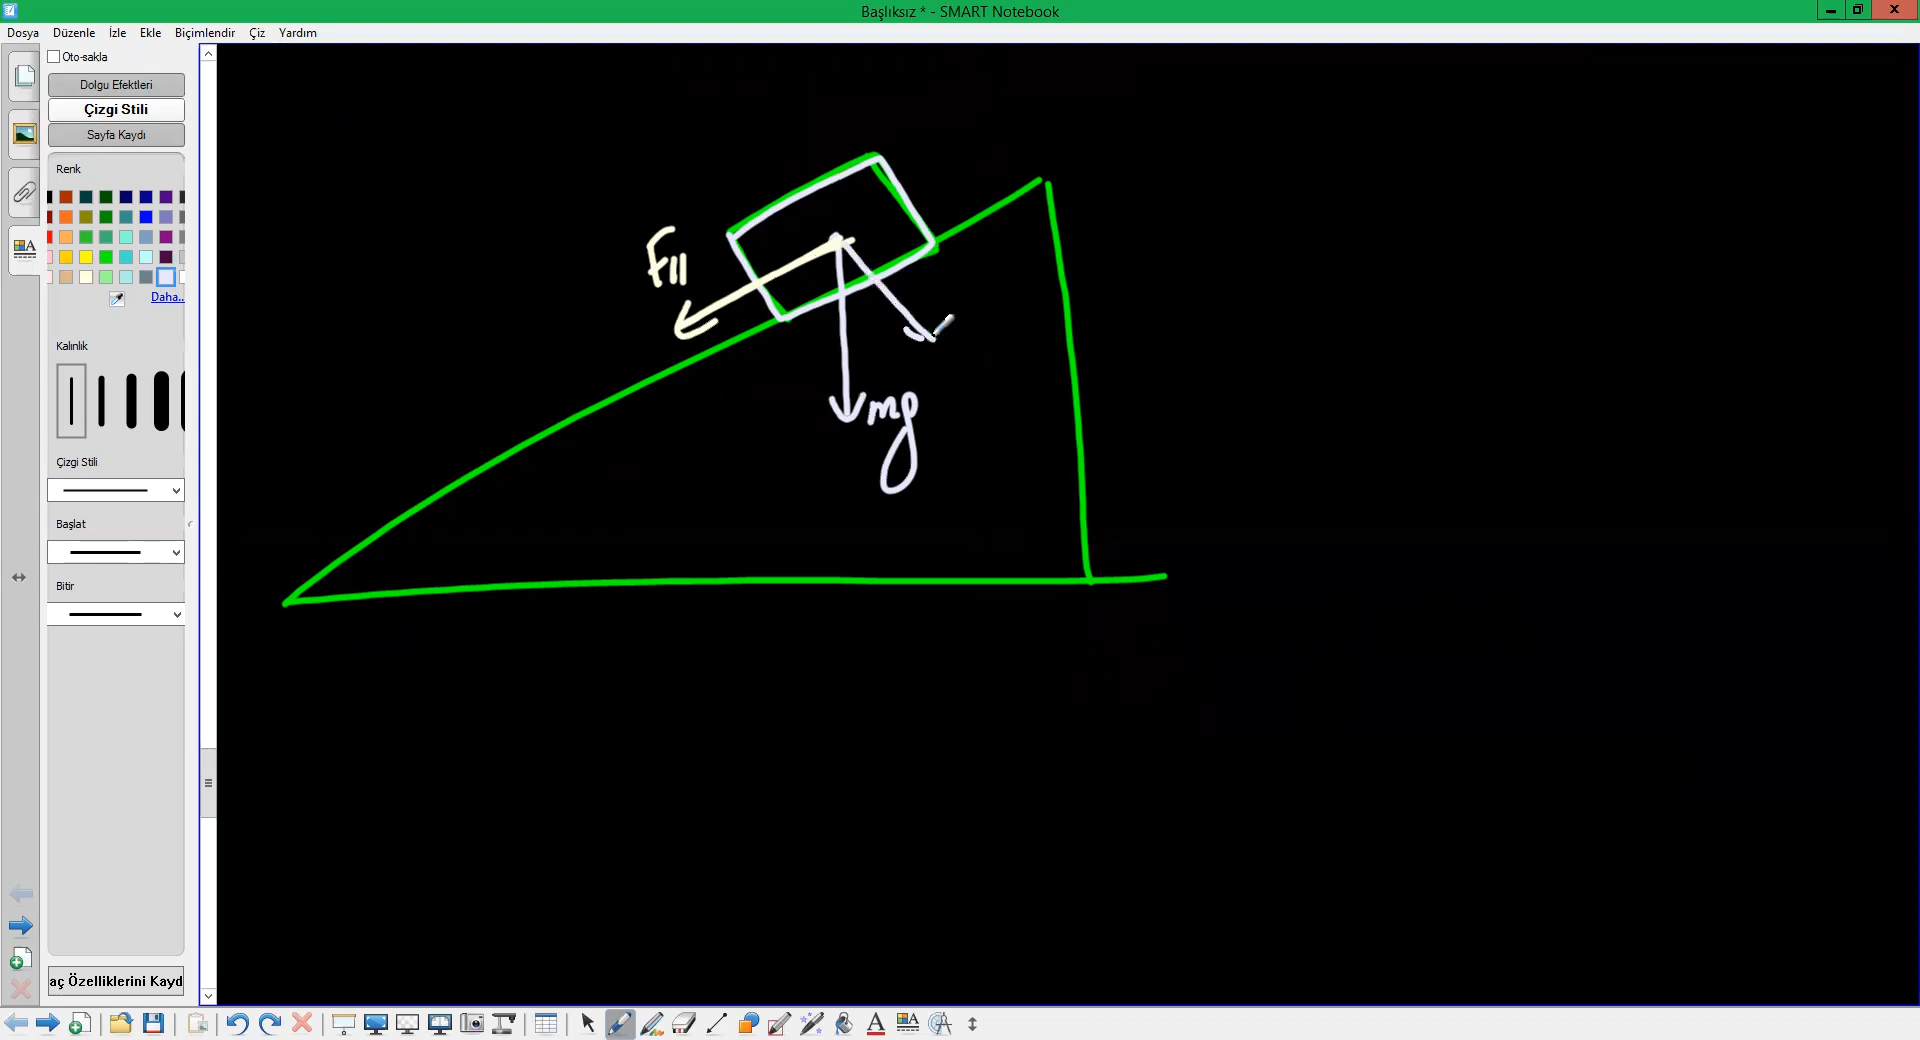 Başlıksız * - SMART Notebook
Dosya Düzenle İzle Ekle Biçimlendir Çiz Yardım
Oto-sakla
Dolgu Efektleri
Çizgi Stili
Sayfa Kaydı
Renk
Daha..
Kalınlık
Çizgi Stili
Başlat
Bitir
aç Özelliklerini Kayd
F||
mg